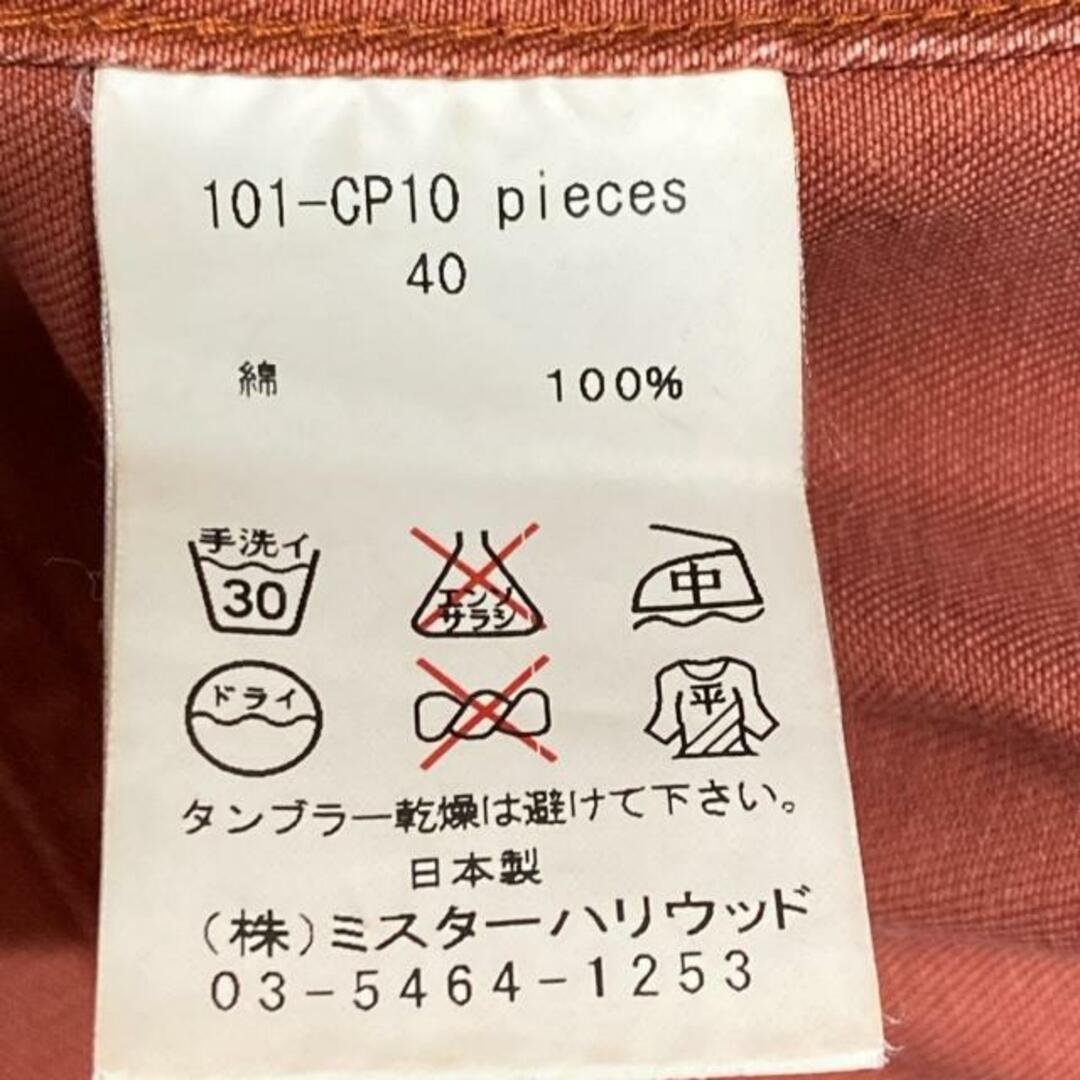 101-CP10 pieces
40
綿 100%
手洗イ
30
エンソ
サラシ
中
ドライ
平
タンブラー乾燥は避けて下さい。
日本製
(株)ミスターハリウッド
03-5464-1253